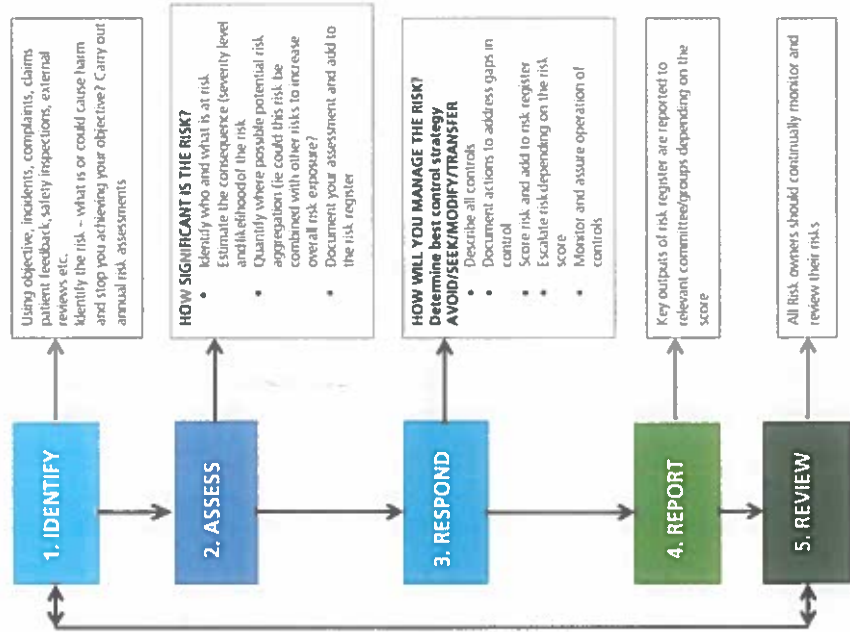 1. IDENTIFY
Using objective, incidents, complaints, claims
patient feedback, safety inspections, external
reviews etc.
Identify the risk – what is or could cause harm
and stop you achieving your objective? Carry out
annual risk assessments
2. ASSESS
HOW SIGNIFICANT IS THE RISK?
• Identify who and what is at risk
Estimate the consequence (severity level
and likelihood of the risk
• Quantify where possible potential risk
aggregation (ie could this risk be
combined with other risks to increase
overall risk exposure?
• Document your assessment and add to
the risk register
3. RESPOND
HOW WILL YOU MANAGE THE RISK?
Determine best control strategy
AVOID/SEEK/MODIFY/TRANSFER
• Describe all controls
• Document actions to address gaps in
control
• Score risk and add to risk register
• Escalate risk depending on the risk
score
• Monitor and assure operation of
controls
4. REPORT
Key outputs of risk register are reported to
relevant committee/groups depending on the
score
5. REVIEW
All Risk owners should continually monitor and
review their risks